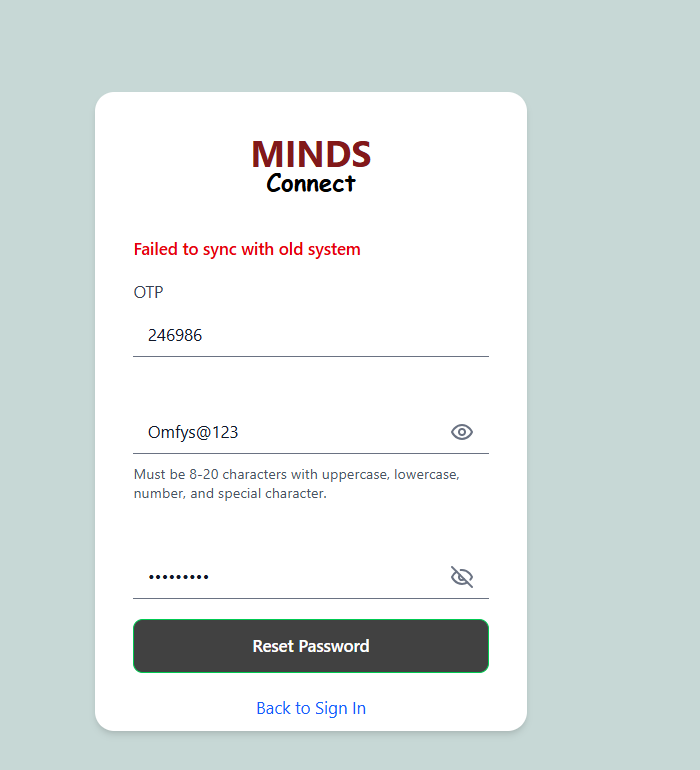 MINDS
Connect
Failed to sync with old system
OTP
246986
Omfys@123
Must be 8-20 characters with uppercase, lowercase,
number, and special character.
•••••••••
Reset Password
Back to Sign In